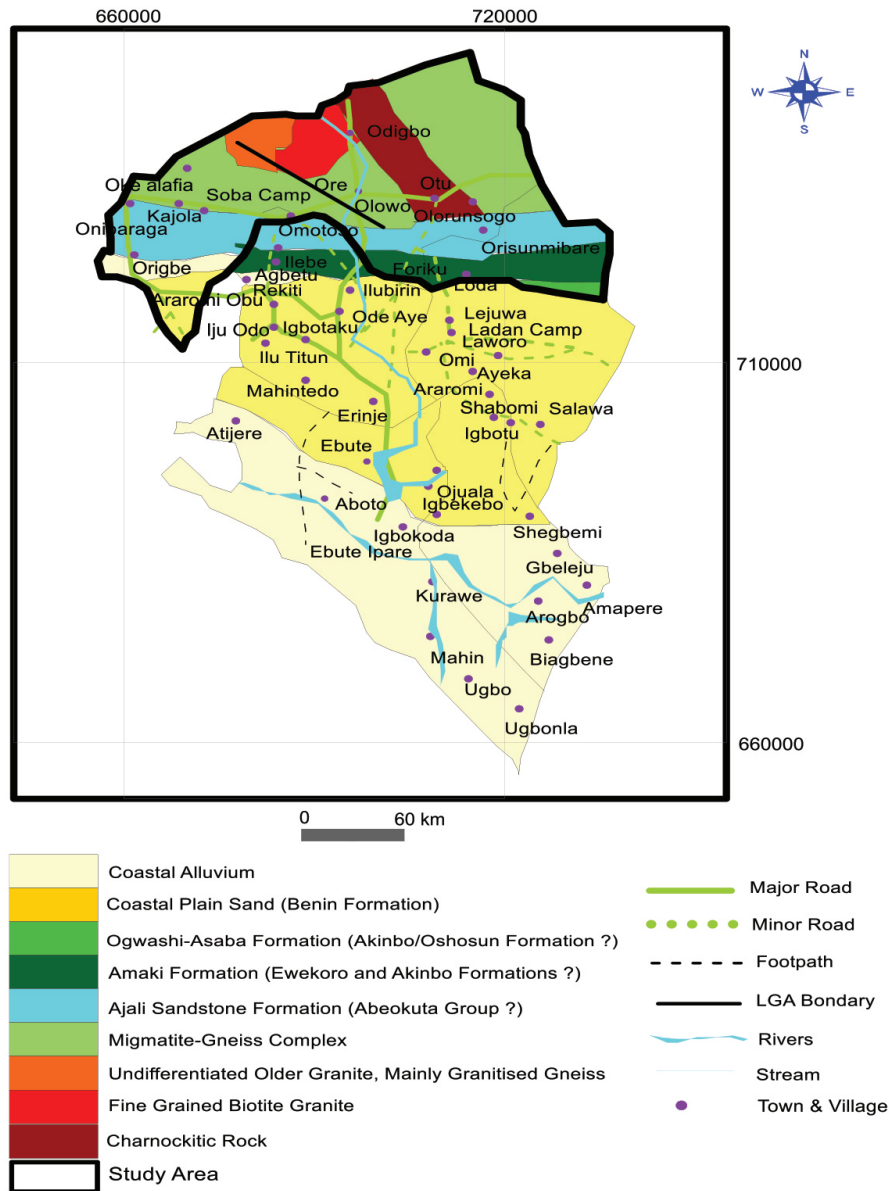 660000
720000
N
W
E
S
Odigbo
Oke alafia
Soba Camp
Ore
Otu
Kajola
Olowo
Olorunsogo
Onibaraga
Omotoso
Orisunmibare
Origbe
Ilebe
Foriku
Agbetu
Loda
Rekiti
Ilubirin
Araromi Obu
Ode Aye
Lejuwa
Iju Odo
Igbotaku
Ladan Camp
Laworo
Ilu Titun
Omi
710000
Ayeka
Mahintedo
Araromi
Erinje
Shabomi
Salawa
Atijere
Igbotu
Ebute
Ojuala
Aboto
Igbekebo
Igbokoda
Shegbemi
Ebute Ipare
Gbeleju
Kurawe
Amapere
Arogbo
Mahin
Biagbene
Ugbo
Ugbonla
660000
0
60 km
Coastal Alluvium
Coastal Plain Sand (Benin Formation)
Ogwashi-Asaba Formation (Akinbo/Oshosun Formation ?)
Amaki Formation (Ewekoro and Akinbo Formations ?)
Ajali Sandstone Formation (Abeokuta Group ?)
Migmatite-Gneiss Complex
Undifferentiated Older Granite, Mainly Granitised Gneiss
Fine Grained Biotite Granite
Charnockitic Rock
Study Area
Major Road
Minor Road
Footpath
LGA Bondary
Rivers
Stream
Town & Village